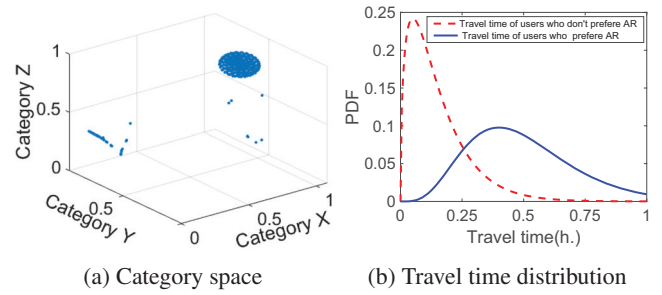 1
0.5
0
Category Z
Category Y
0.5
0
0
0.5
1
Category X
(a) Category space
0.25
0.2
0.15
0.1
0.05
0
PDF
Travel time of users who don't prefere AR
Travel time of users who prefere AR
0
0.25
0.5
0.75
1
Travel time(h.)
(b) Travel time distribution